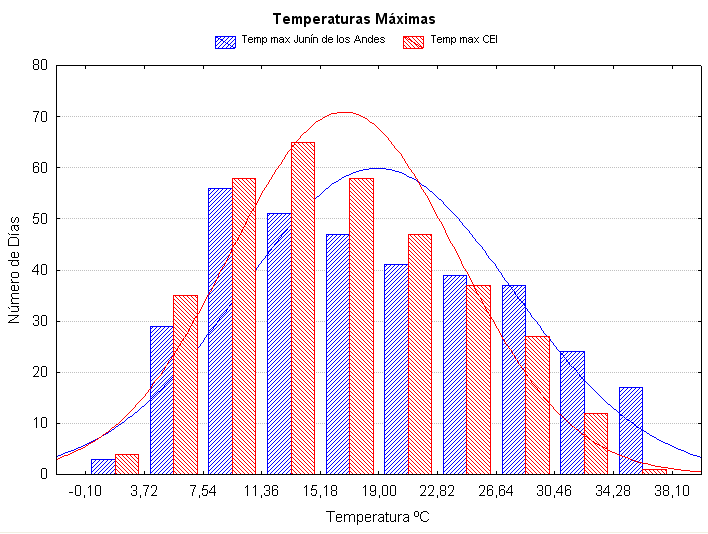 Temperaturas Máximas
Temp max Junín de los Andes Temp max CEI
80
70
60
50
40
30
20
10
0
Número de Días
-0,10 3,72 7,54 11,36 15,18 19,00 22,82 26,64 30,46 34,28 38,10
Temperatura ºC